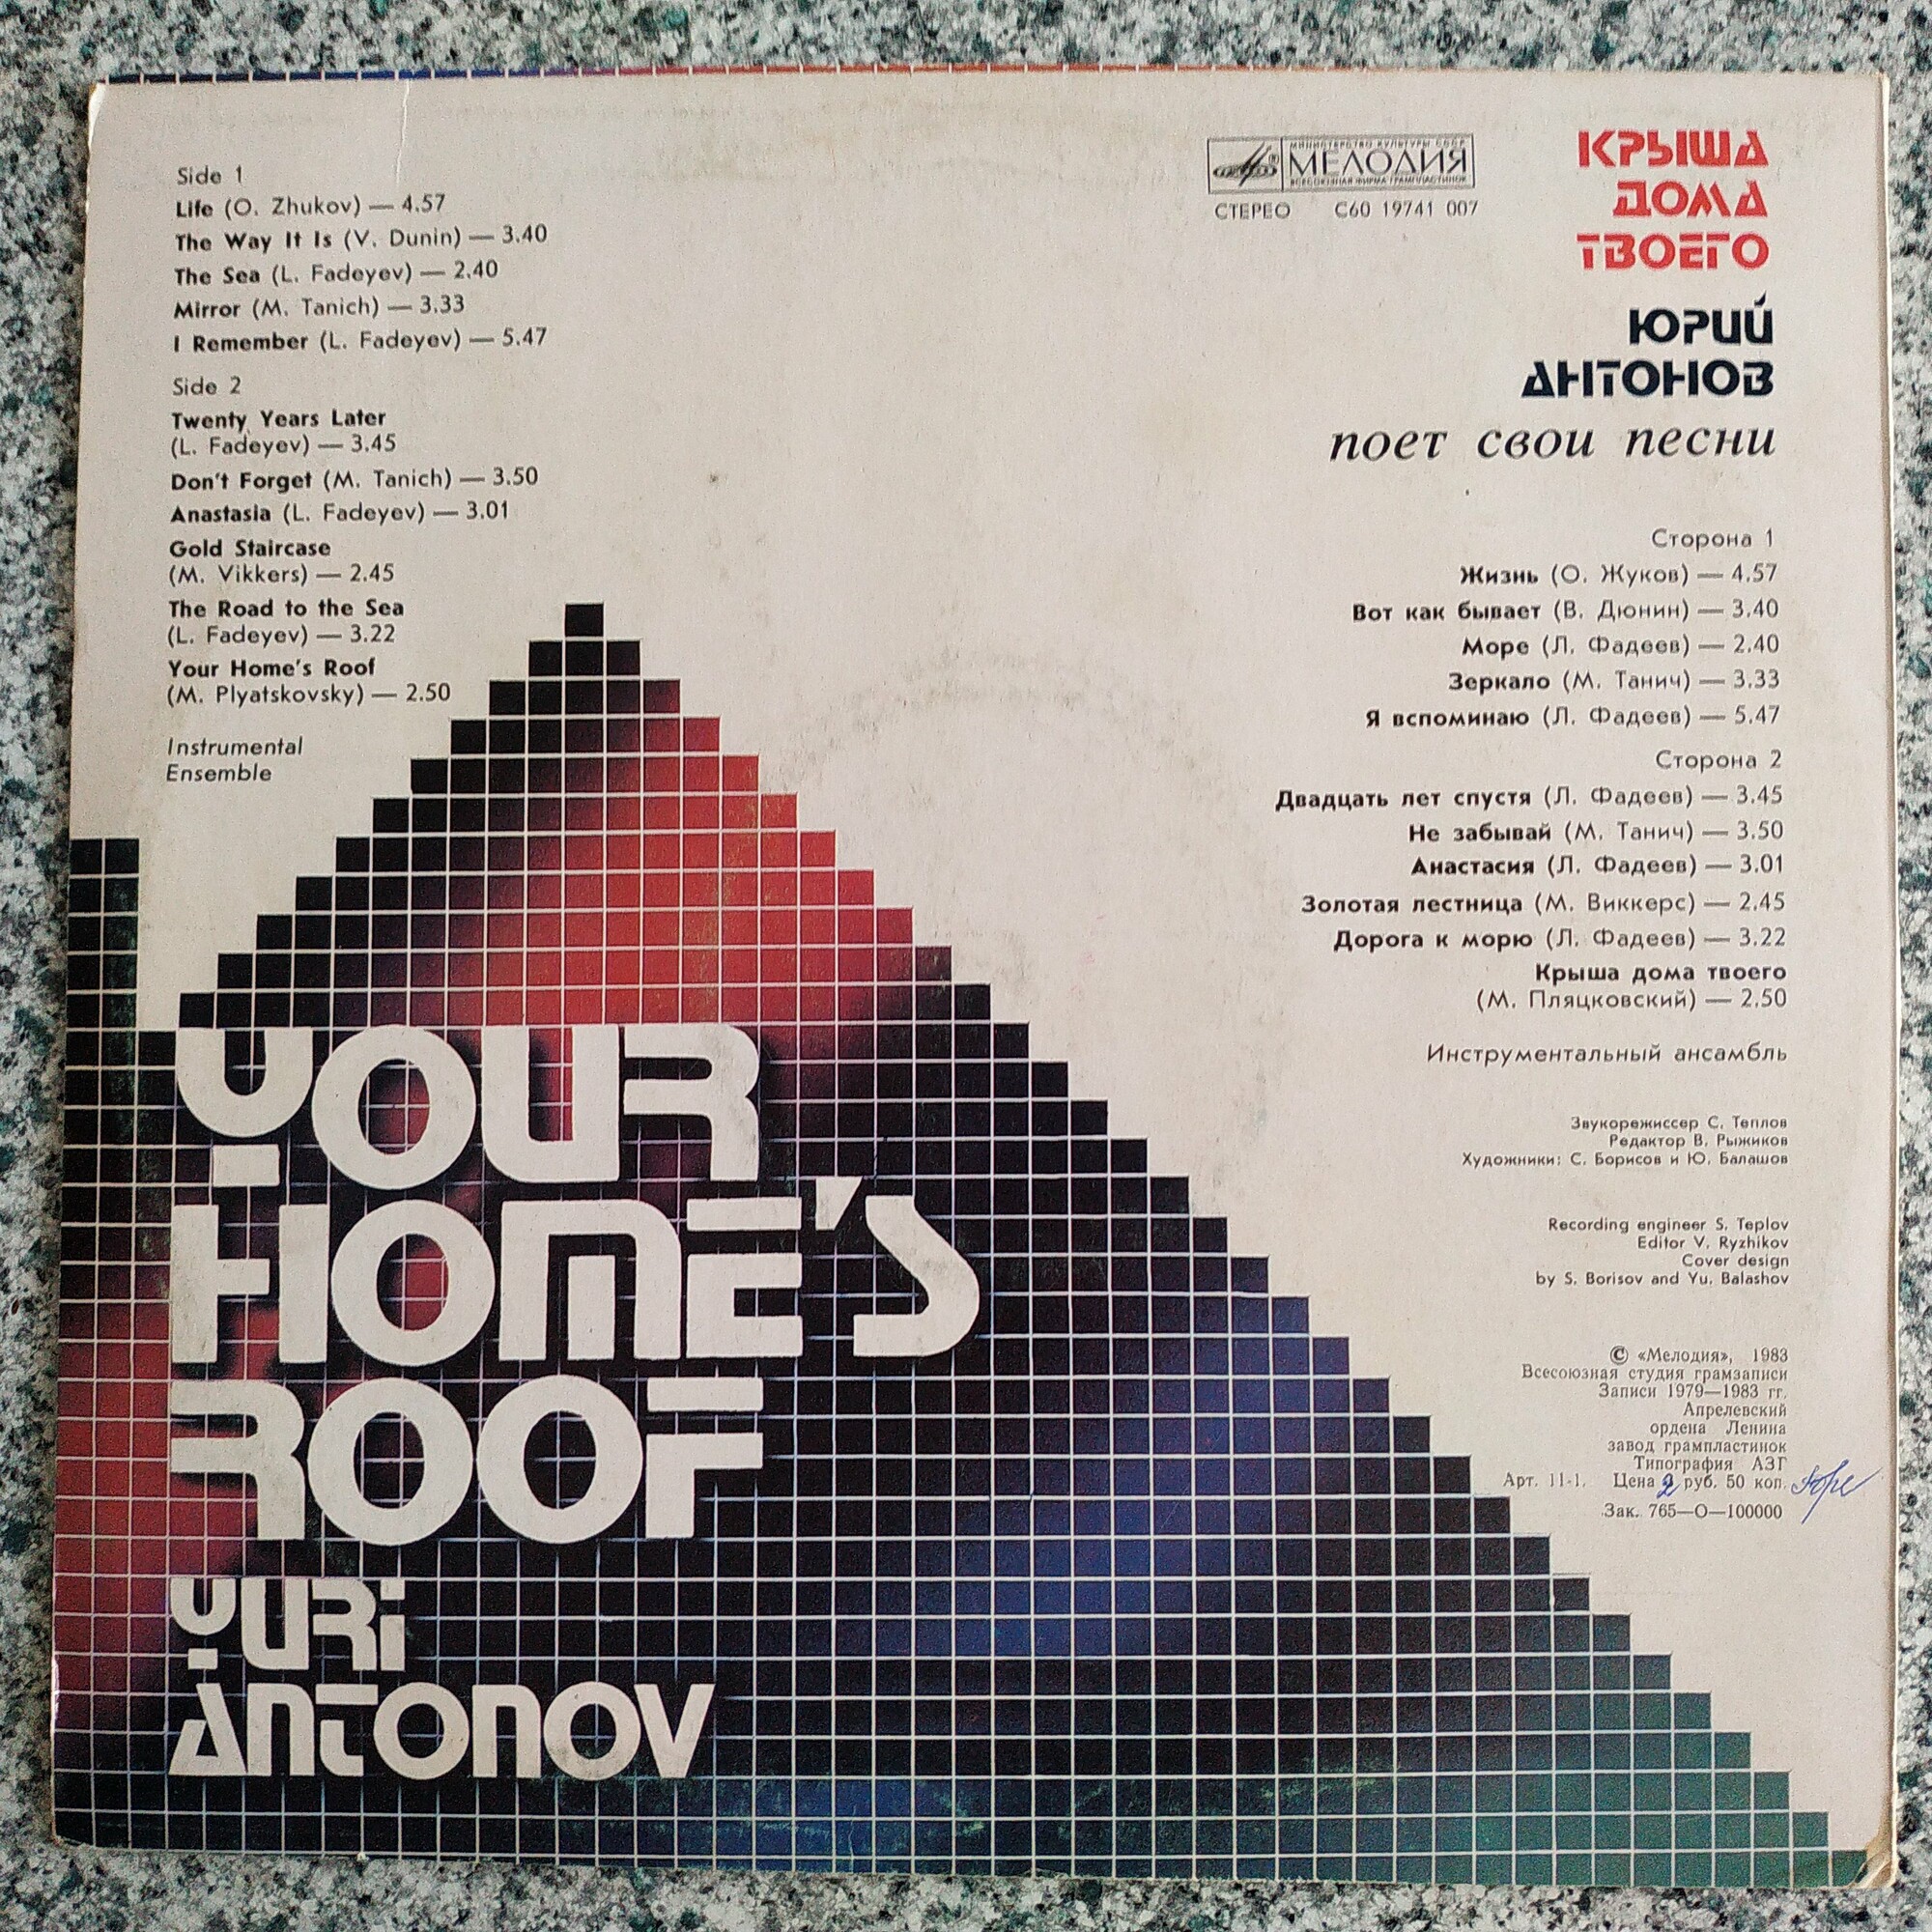 Side 1
Life (O. Zhukov) — 4.57
The Way It Is (V. Dunin) — 3.40
The Sea (L. Fadeyev) — 2.40
Mirror (M. Tanich) — 3.33
I Remember (L. Fadeyev) — 5.47
Side 2
Twenty Years Later
(L. Fadeyev) — 3.45
Don't Forget (M. Tanich) — 3.50
Anastasia (L. Fadeyev) — 3.01
Gold Staircase
(M. Vikkers) — 2.45
The Road to the Sea
(L. Fadeyev) — 3.22
Your Home's Roof
(M. Plyatskovsky) — 2.50
Instrumental
Ensemble
YOUR
HOME'S
ROOF
YURI
ANTONOV
МИНИСТЕРСТВО КУЛЬТУРЫ СССР
МЕЛОДИЯ
ВСЕСОЮЗНАЯ ФИРМА ГРАМПЛАСТИНОК
СТЕРЕО С60 19741 007
КРЫША
ДОМА
ТВОЕГО
ЮРИЙ
АНТОНОВ
поет свои песни
Сторона 1
Жизнь (О. Жуков) — 4.57
Вот как бывает (В. Дюнин) — 3.40
Море (Л. Фадеев) — 2.40
Зеркало (М. Танич) — 3.33
Я вспоминаю (Л. Фадеев) — 5.47
Сторона 2
Двадцать лет спустя (Л. Фадеев) — 3.45
Не забывай (М. Танич) — 3.50
Анастасия (Л. Фадеев) — 3.01
Золотая лестница (М. Виккерс) — 2.45
Дорога к морю (Л. Фадеев) — 3.22
Крыша дома твоего
(М. Пляцковский) — 2.50
Инструментальный ансамбль
Звукорежиссер С. Теплов
Редактор В. Рыжиков
Художники: С. Борисов и Ю. Балашов
Recording engineer S. Teplov
Editor V. Ryzhikov
Cover design
by S. Borisov and Yu. Balashov
© «Мелодия», 1983
Всесоюзная студия грамзаписи
Записи 1979—1983 гг.
Апрелевский
ордена Ленина
завод грампластинок
Типография АЗГ
Арт. 11-1. Цена 2 руб. 50 коп.
Зак. 765—О—100000